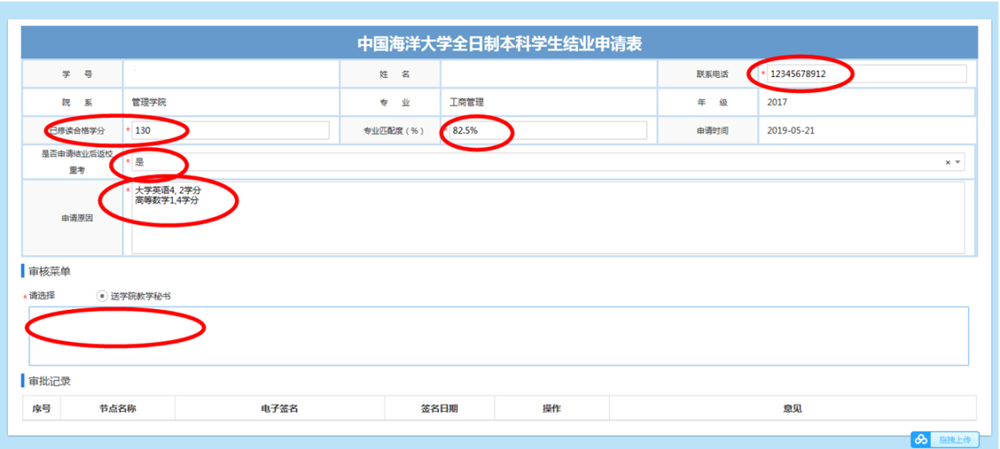 中国海洋大学全日制本科学生结业申请表
学 号 姓 名 联系电话 * 12345678912
院 系 管理学院 专 业 工商管理 年 级 2017
已修读合格学分 * 130 专业匹配度（%） * 82.5% 申请时间 2019-05-21
是否申请结业后返校
重考 * 是 ×
申请原因 * 大学英语4, 2学分
高等数学1,4学分
审核菜单
* 请选择 送学院教学秘书
审批记录
序号 节点名称 电子签名 签名日期 操作 意见
拖拽上传